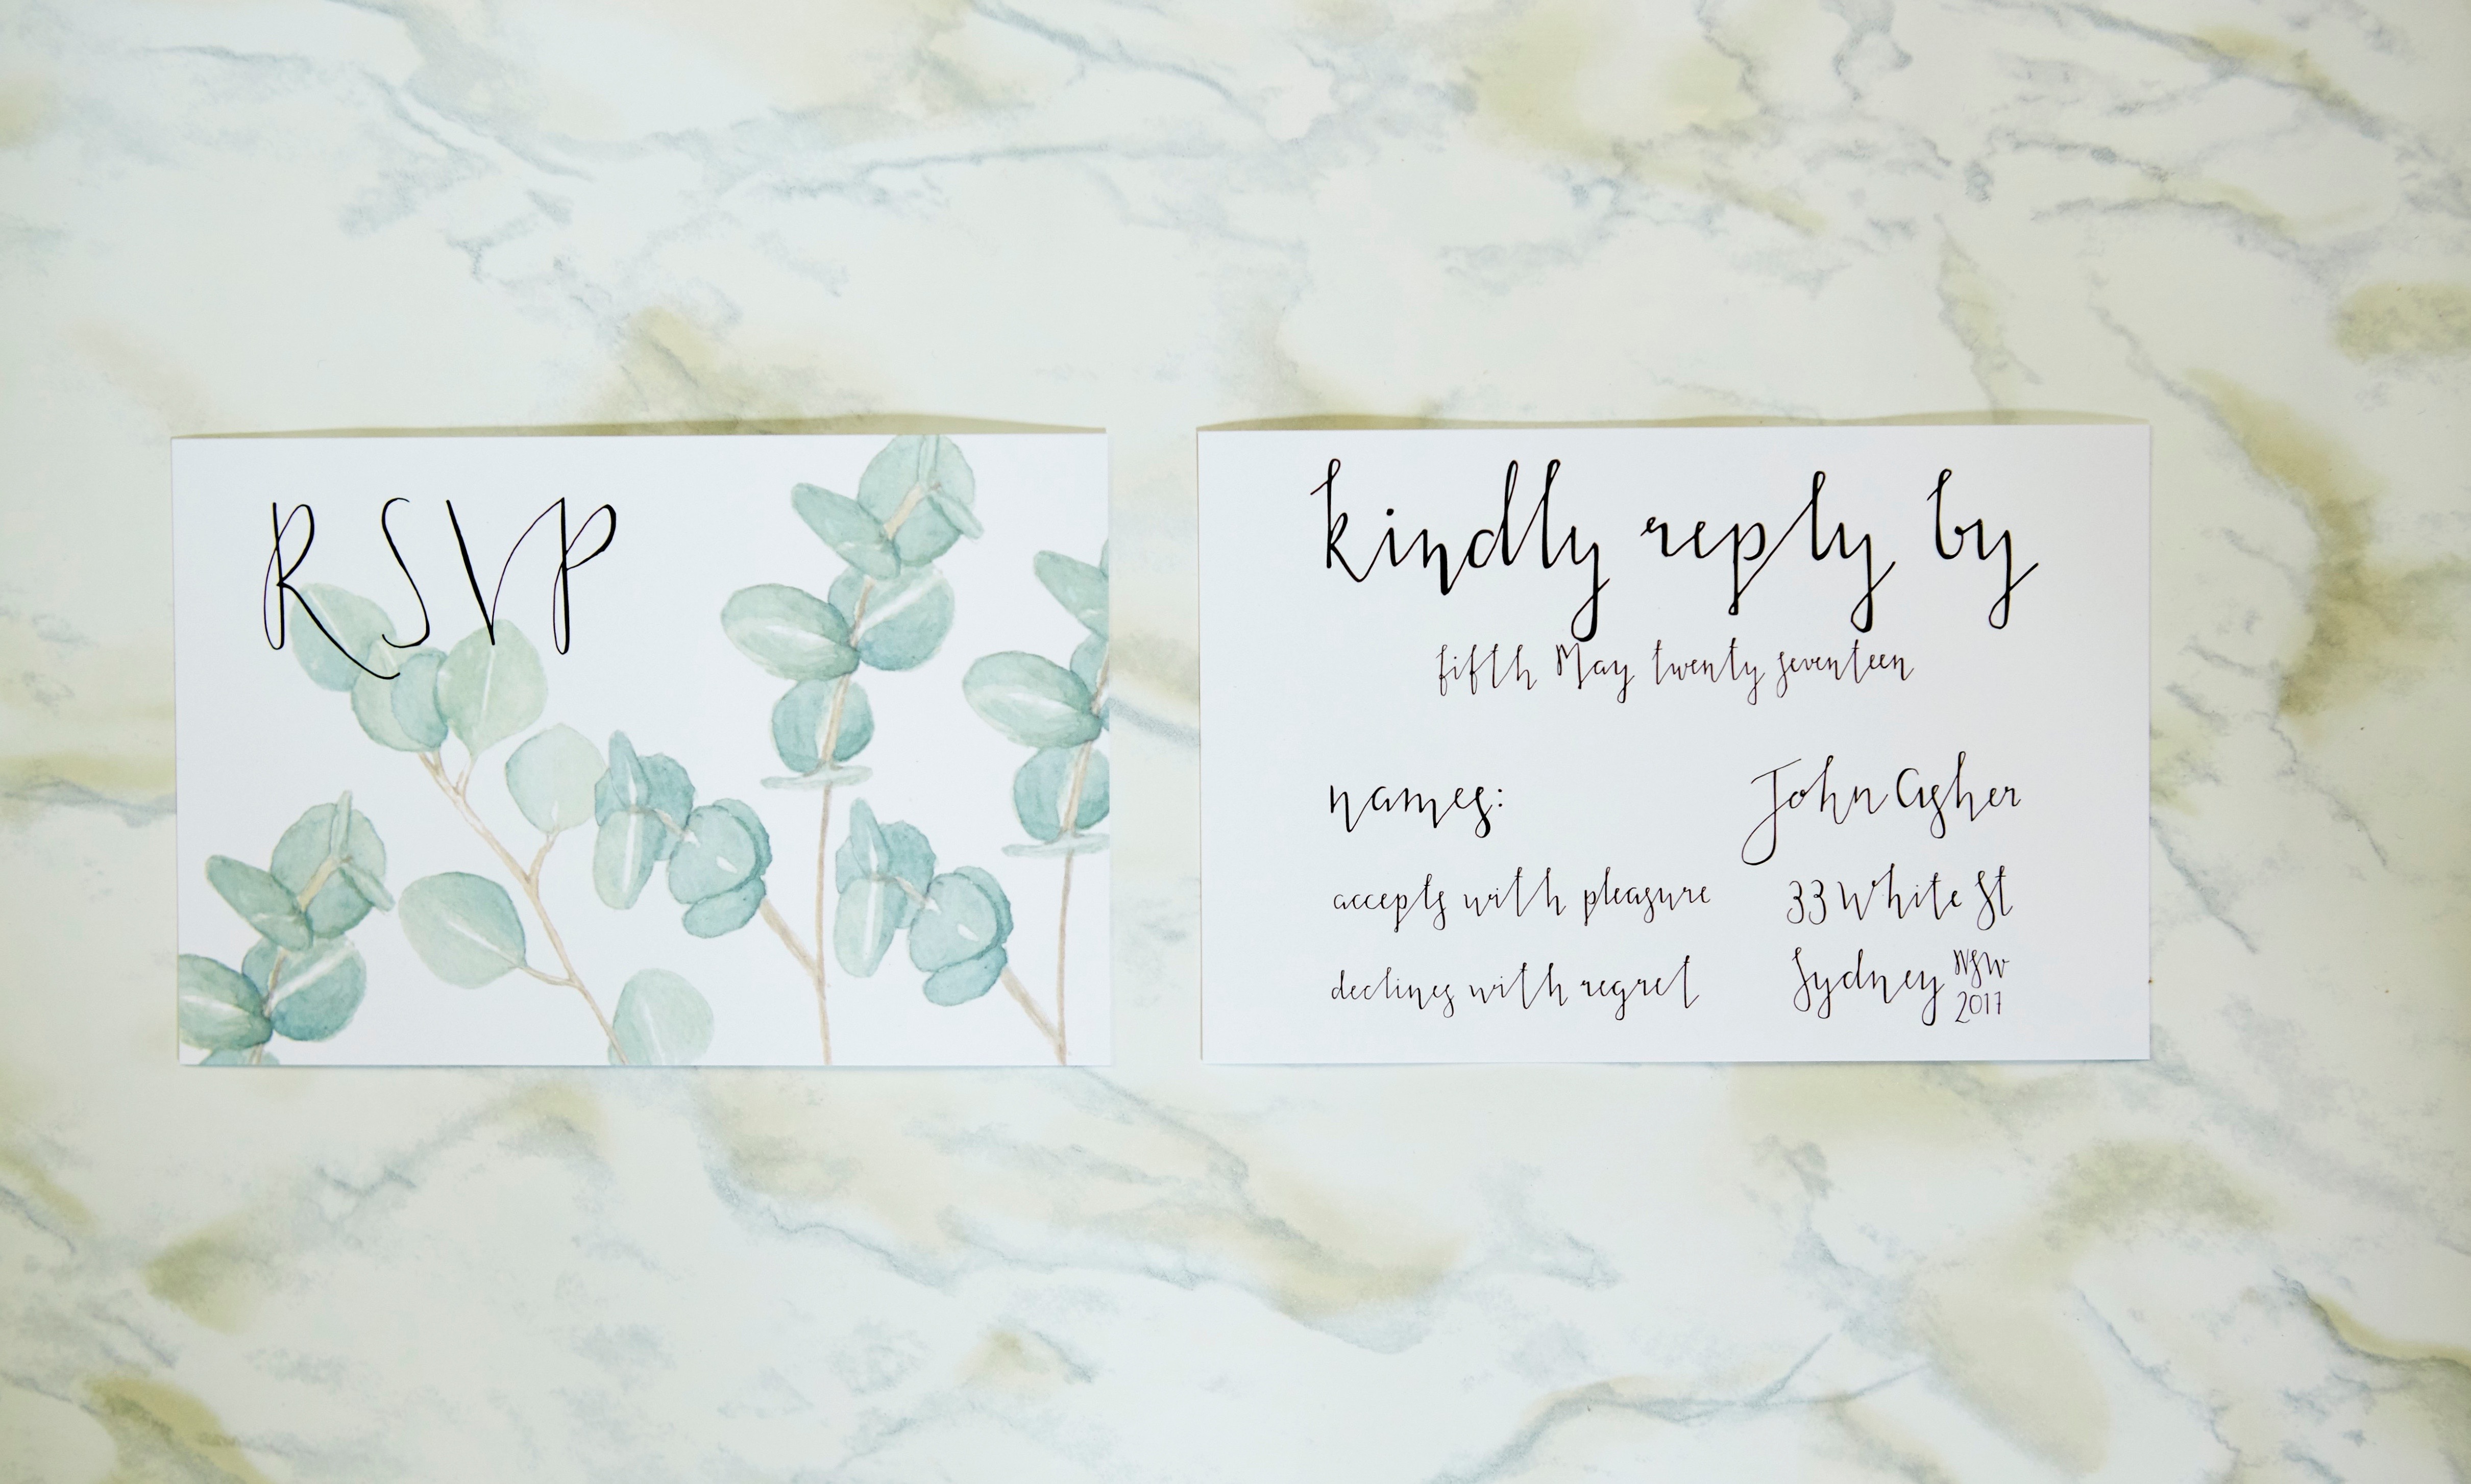 RSVP
kindly reply by
fifth May twenty seventeen
names:
accepts with pleasure
declines with regret
John Asher
33 White St
Sydney NSW 2017